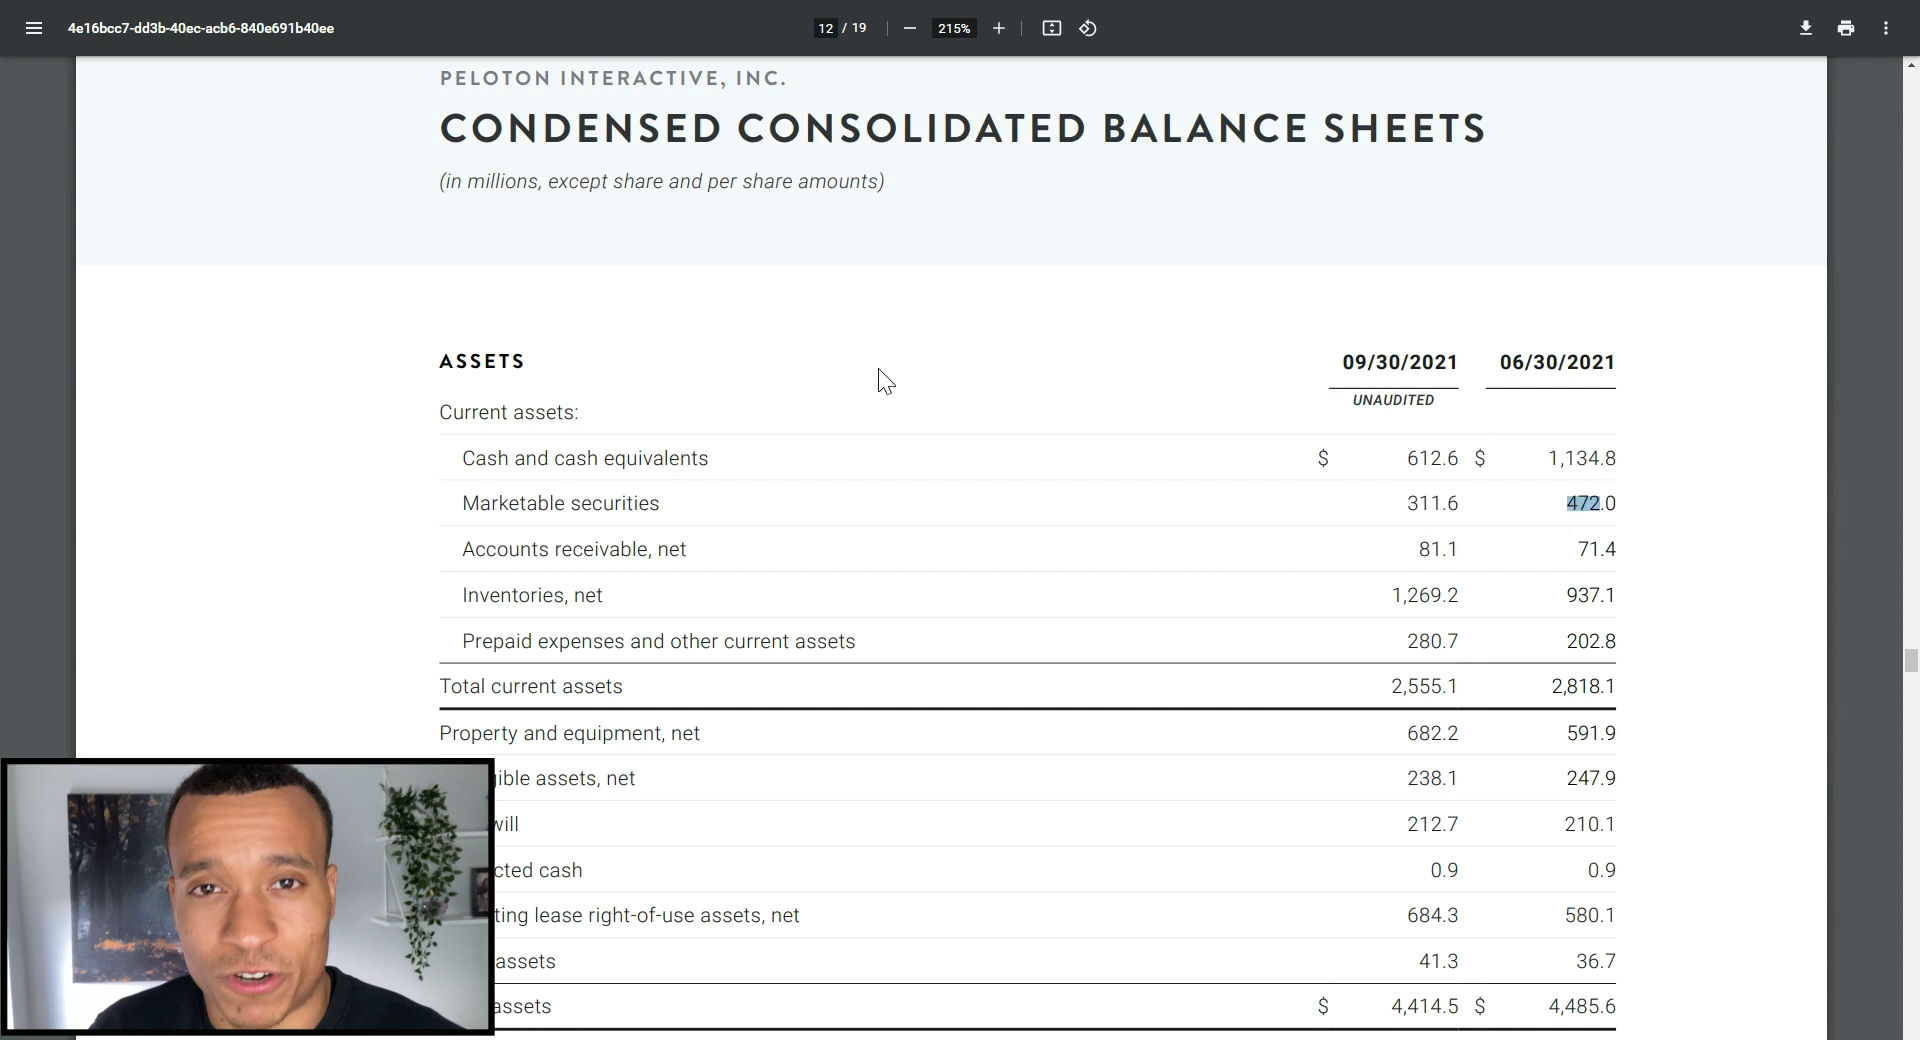 4e16bcc7-dd3b-40ec-acb6-840e691b40ee 12 / 19 215%
PELOTON INTERACTIVE, INC.
CONDENSED CONSOLIDATED BALANCE SHEETS
(in millions, except share and per share amounts)
ASSETS 09/30/2021 06/30/2021
UNAUDITED
Current assets:
Cash and cash equivalents $ 612.6 $ 1,134.8
Marketable securities 311.6 472.0
Accounts receivable, net 81.1 71.4
Inventories, net 1,269.2 937.1
Prepaid expenses and other current assets 280.7 202.8
Total current assets 2,555.1 2,818.1
Property and equipment, net 682.2 591.9
gible assets, net 238.1 247.9
will 212.7 210.1
cted cash 0.9 0.9
ting lease right-of-use assets, net 684.3 580.1
assets 41.3 36.7
assets $ 4,414.5 $ 4,485.6